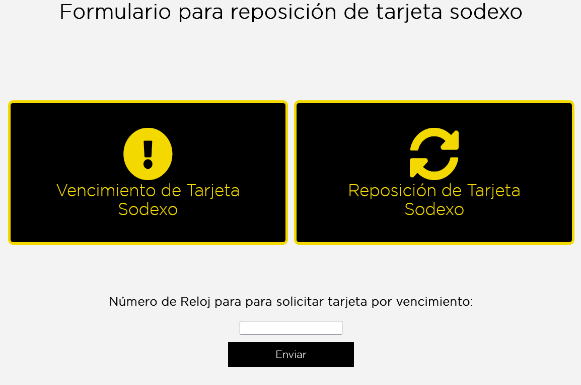 Formulario para reposición de tarjeta sodexo
Vencimiento de Tarjeta
Sodexo
Reposición de Tarjeta
Sodexo
Número de Reloj para para solicitar tarjeta por vencimiento:
Enviar